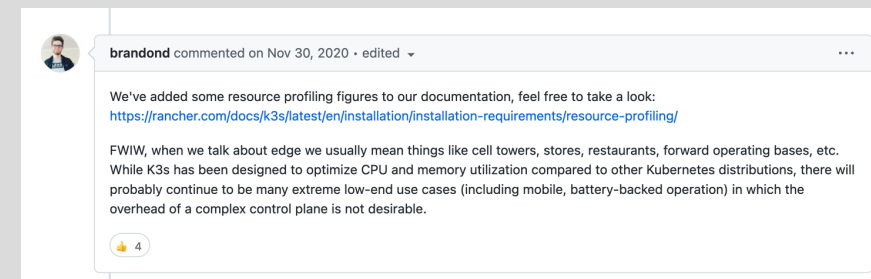 brandond commented on Nov 30, 2020 • edited
We've added some resource profiling figures to our documentation, feel free to take a look:
https://rancher.com/docs/k3s/latest/en/installation/installation-requirements/resource-profiling/
FWIW, when we talk about edge we usually mean things like cell towers, stores, restaurants, forward operating bases, etc.
While K3s has been designed to optimize CPU and memory utilization compared to other Kubernetes distributions, there will
probably continue to be many extreme low-end use cases (including mobile, battery-backed operation) in which the
overhead of a complex control plane is not desirable.
👍 4